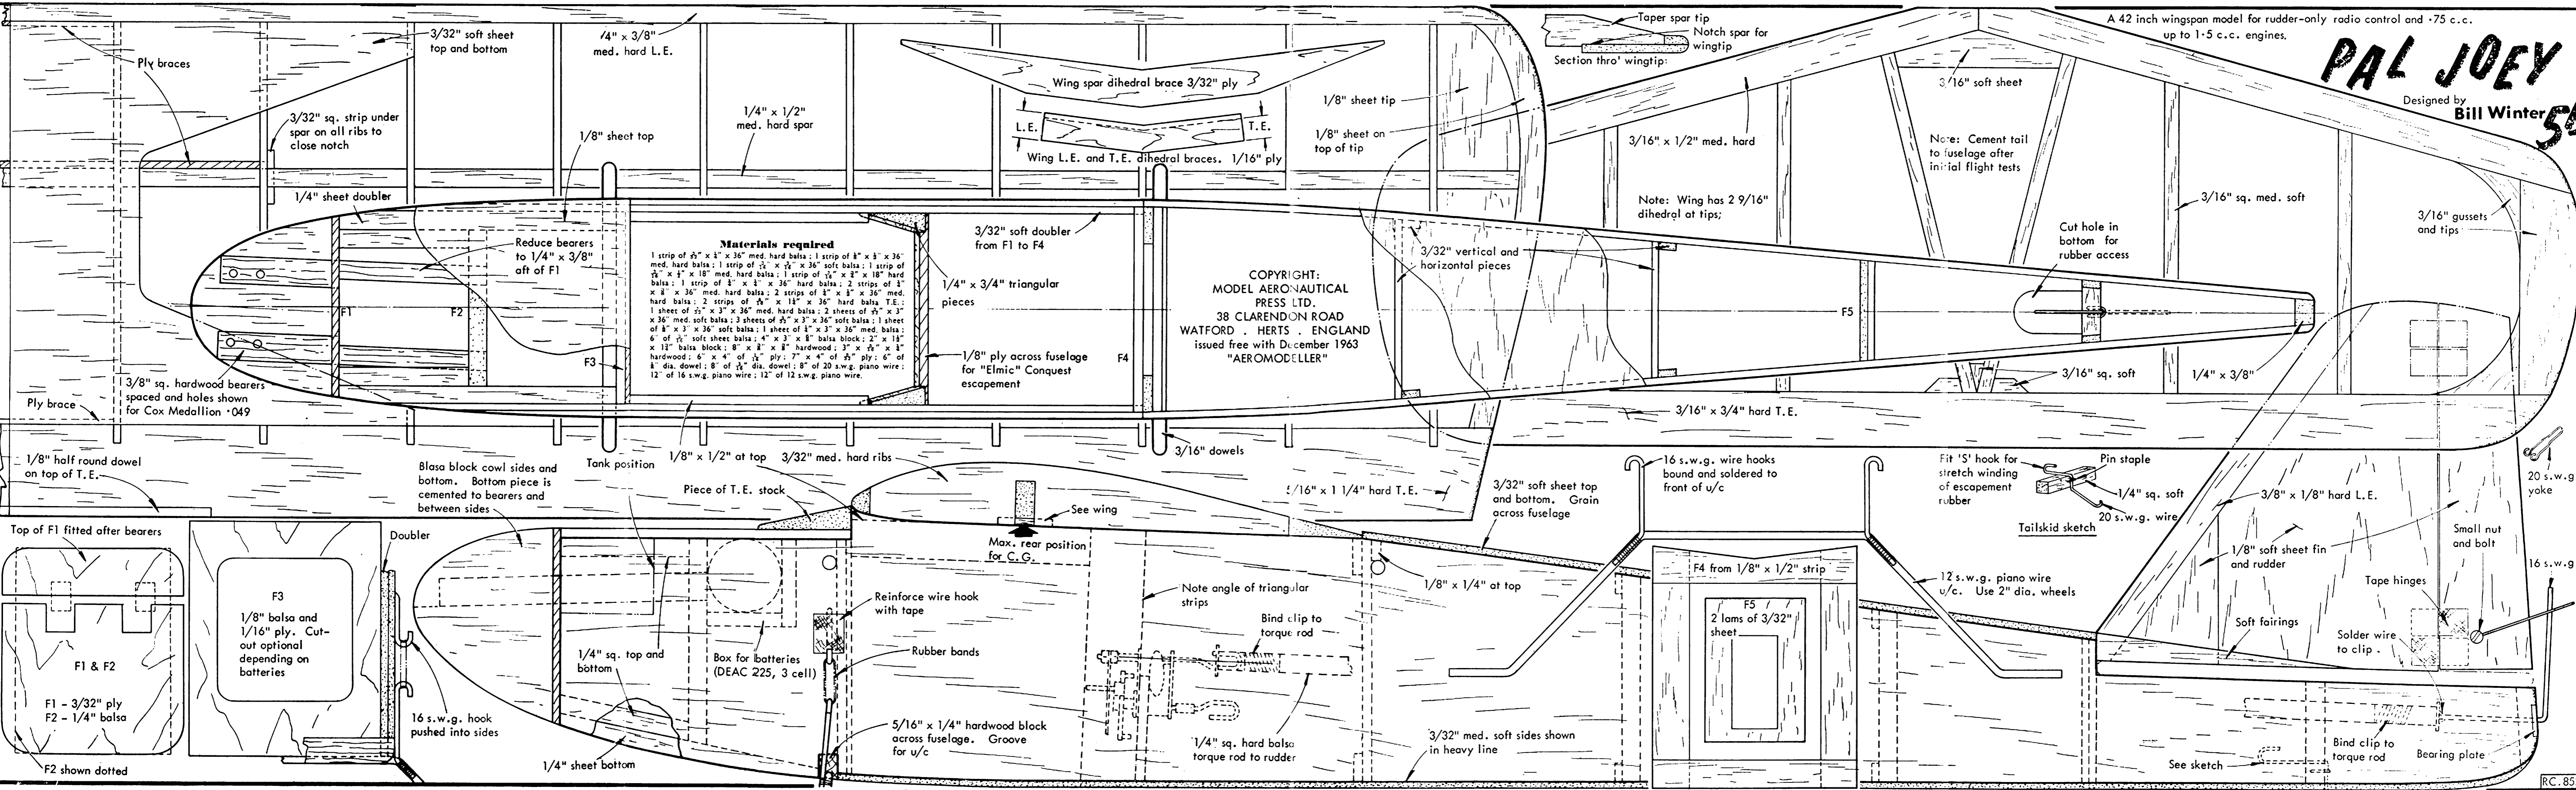 A 42 inch wingspan model for rudder-only radio control and ·75 c.c.
up to 1·5 c.c. engines.
PAL JOEY
Designed by
Bill Winter
Taper spar tip
Notch spar for
wingtip
Section thro' wingtip:
3/32" soft sheet
top and bottom
/4" x 3/8"
med. hard L.E.
Ply braces
Wing spar dihedral brace 3/32" ply
3/32" sq. strip under
spar on all ribs to
close notch
1/8" sheet top
1/4" x 1/2"
med. hard spar
L.E.
T.E.
Wing L.E. and T.E. dihedral braces. 1/16" ply
1/8" sheet tip
1/8" sheet on
top of tip
3/16" soft sheet
3/16" x 1/2" med. hard
Note: Cement tail
to fuselage after
initial flight tests
Note: Wing has 2 9/16"
dihedral at tips;
3/16" sq. med. soft
3/16" gussets
and tips
1/4" sheet doubler
Reduce bearers
to 1/4" x 3/8"
aft of F1
F1
F2
F3
Materials required
3/32" soft doubler
from F1 to F4
1/4" x 3/4" triangular
pieces
1/8" ply across fuselage
for "Elmic" Conquest
escapement
F4
COPYRIGHT:
MODEL AERONAUTICAL
PRESS LTD.
38 CLARENDON ROAD
WATFORD . HERTS . ENGLAND
issued free with December 1963
"AEROMODELLER"
3/32" vertical and
horizontal pieces
F5
Cut hole in
bottom for
rubber access
3/8" sq. hardwood bearers
spaced and holes shown
for Cox Medallion ·049
Ply brace
3/16" sq. soft
1/4" x 3/8"
3/16" x 3/4" hard T.E.
1/8" half round dowel
on top of T.E.
Blasa block cowl sides and
bottom. Bottom piece is
cemented to bearers and
between sides
Tank position
1/8" x 1/2" at top
3/32" med. hard ribs
3/16" dowels
Piece of T.E. stock
See wing
Max. rear position
for C.G.
/16" x 1 1/4" hard T.E.
3/32" soft sheet top
and bottom. Grain
across fuselage
16 s.w.g. wire hooks
bound and soldered to
front of u/c
Fit 'S' hook for
stretch winding
of escapement
rubber
Pin staple
1/4" sq. soft
20 s.w.g. wire
Tailskid sketch
3/8" x 1/8" hard L.E.
20 s.w.g
yoke
Small nut
and bolt
1/8" soft sheet fin
and rudder
Tape hinges
16 s.w.g
Top of F1 fitted after bearers
Doubler
F3
1/8" balsa and
1/16" ply. Cut-
out optional
depending on
batteries
F1 & F2
F1 - 3/32" ply
F2 - 1/4" balsa
F2 shown dotted
16 s.w.g. hook
pushed into sides
1/4" sq. top and
bottom
1/4" sheet bottom
Box for batteries
(DEAC 225, 3 cell)
Reinforce wire hook
with tape
Rubber bands
5/16" x 1/4" hardwood block
across fuselage. Groove
for u/c
Note angle of triangular
strips
Bind clip to
torque rod
1/4" sq. hard balsa
torque rod to rudder
1/8" x 1/4" at top
3/32" med. soft sides shown
in heavy line
F4 from 1/8" x 1/2" strip
F5
2 lams of 3/32"
sheet
12 s.w.g. piano wire
u/c. Use 2" dia. wheels
Soft fairings
Solder wire
to clip.
Bind clip to
torque rod
Bearing plate
See sketch
RC.85